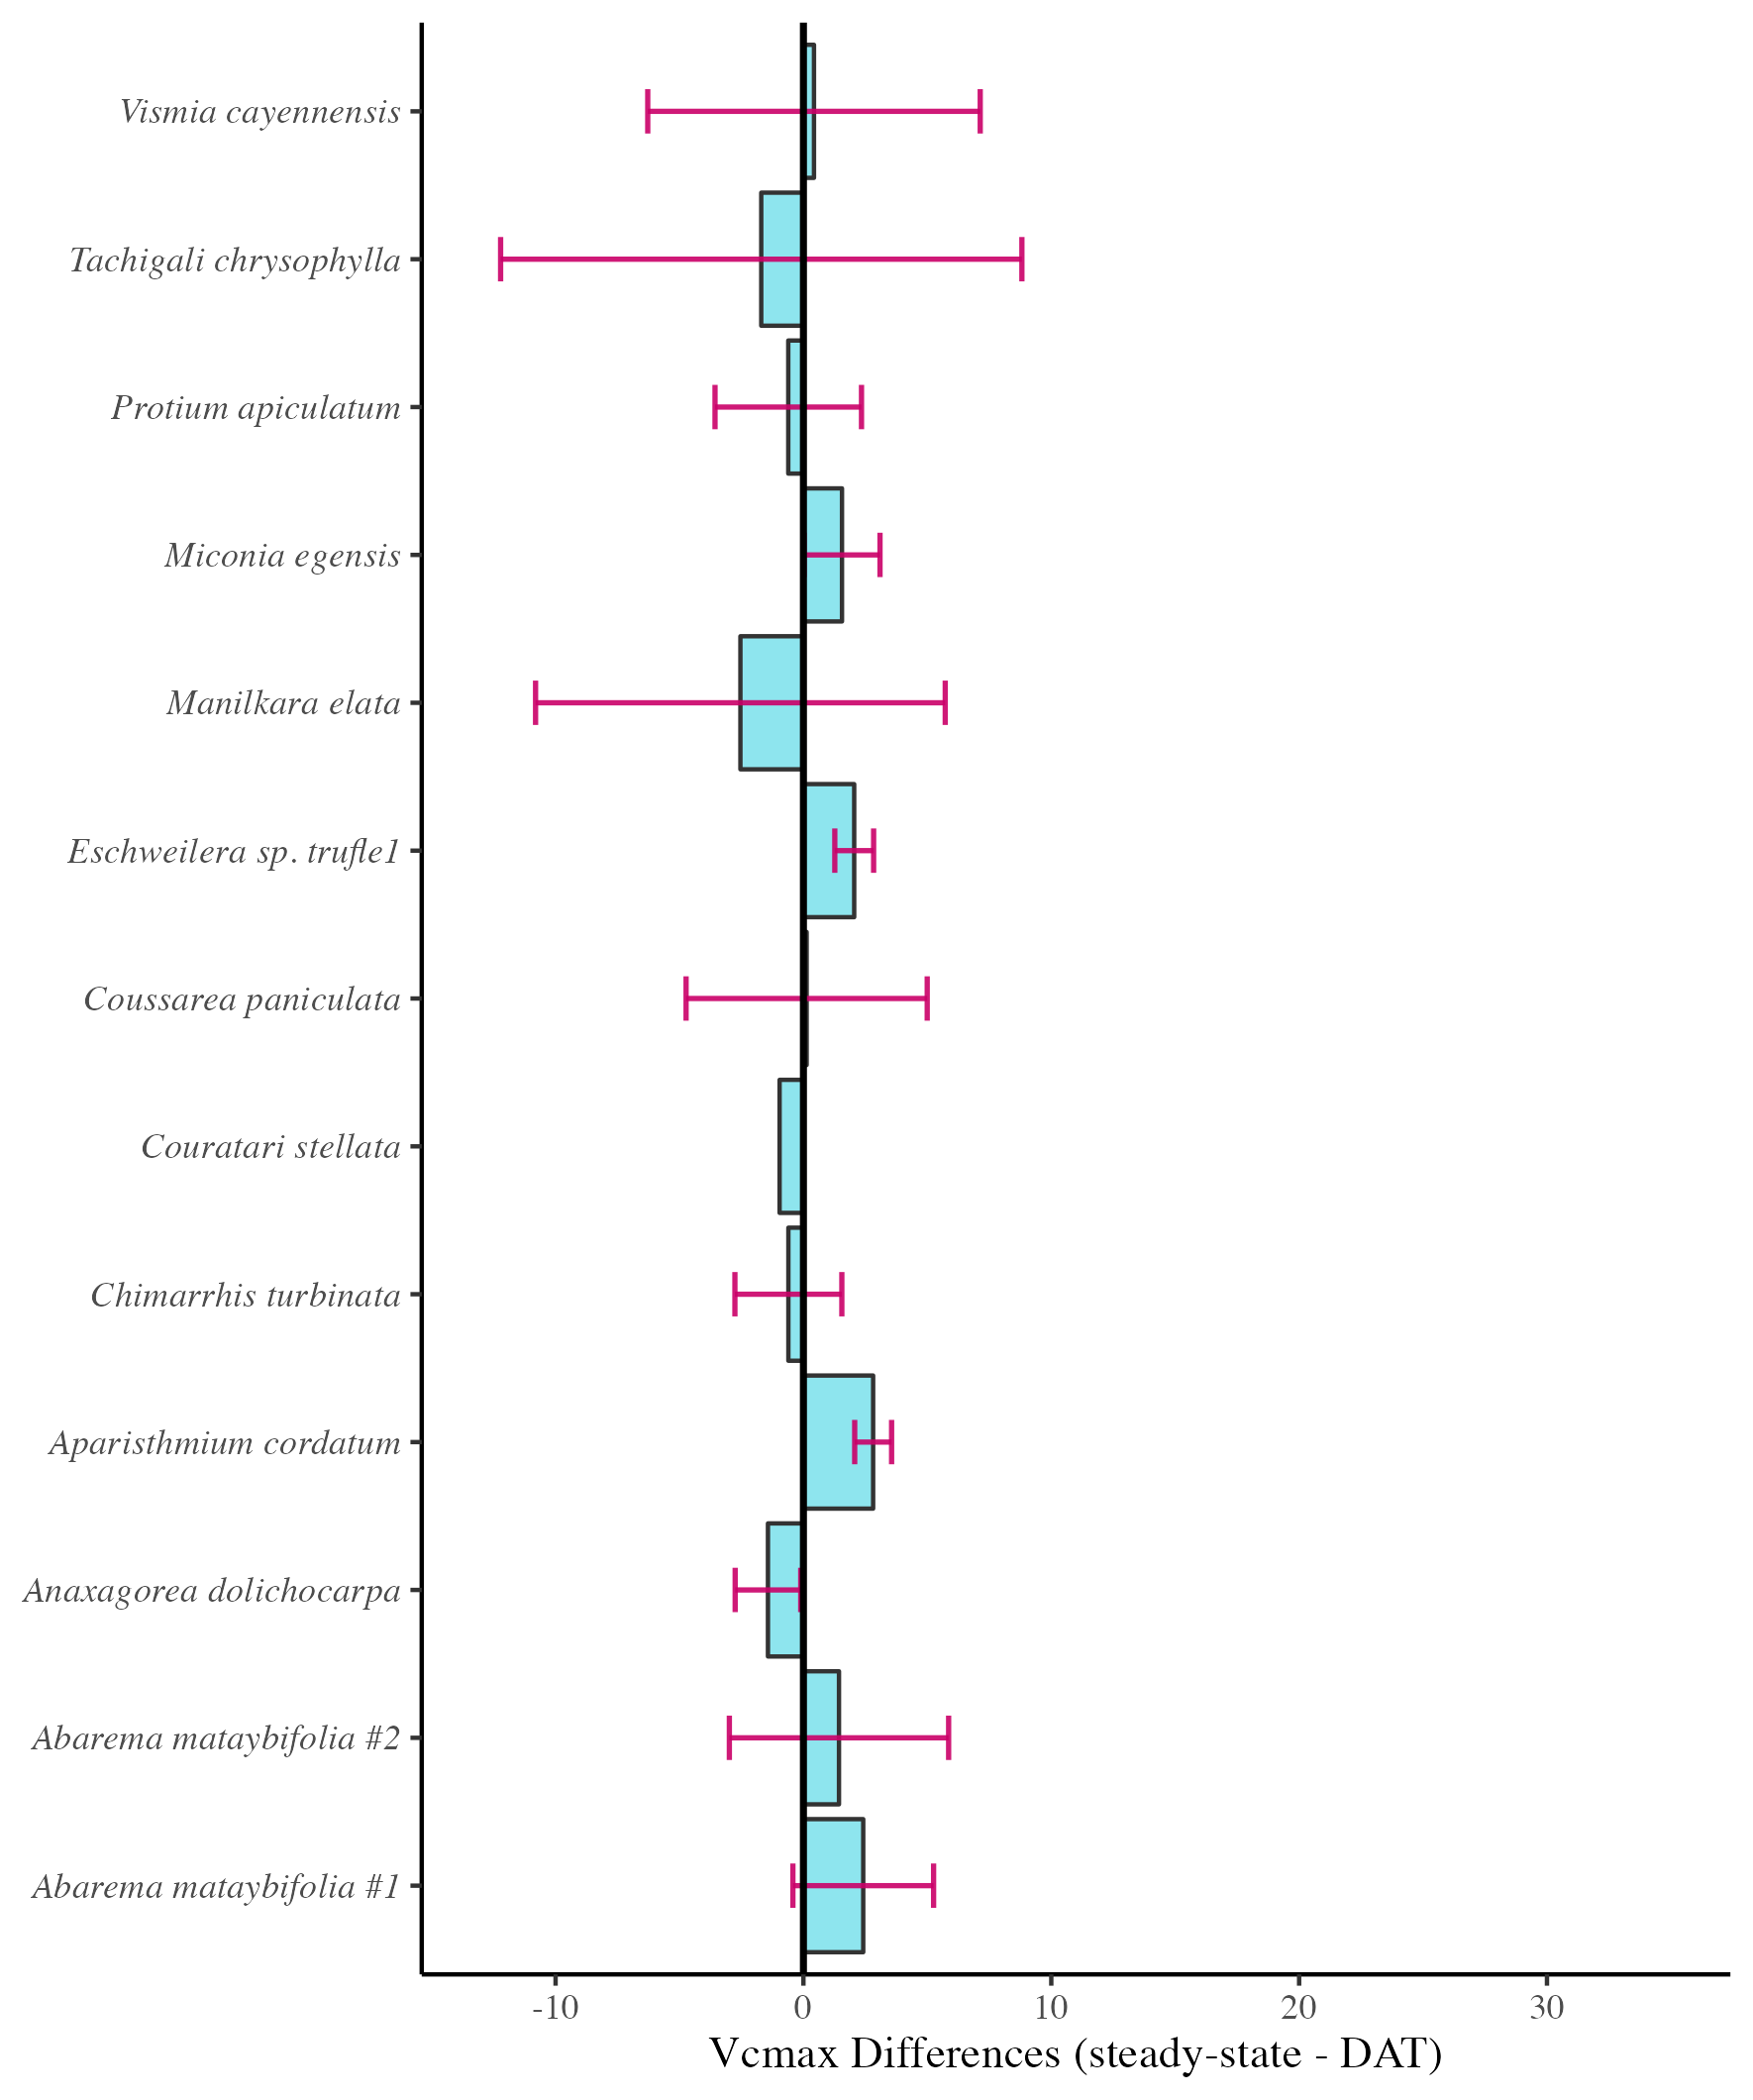 Vismia cayennensis
Tachigali chrysophylla
Protium apiculatum
Miconia egensis
Manilkara elata
Eschweilera sp. trufle1
Coussarea paniculata
Couratari stellata
Chimarrhis turbinata
Aparisthmium cordatum
Anaxagorea dolichocarpa
Abarema mataybifolia #2
Abarema mataybifolia #1
-10 0 10 20 30
Vcmax Differences (steady-state - DAT)